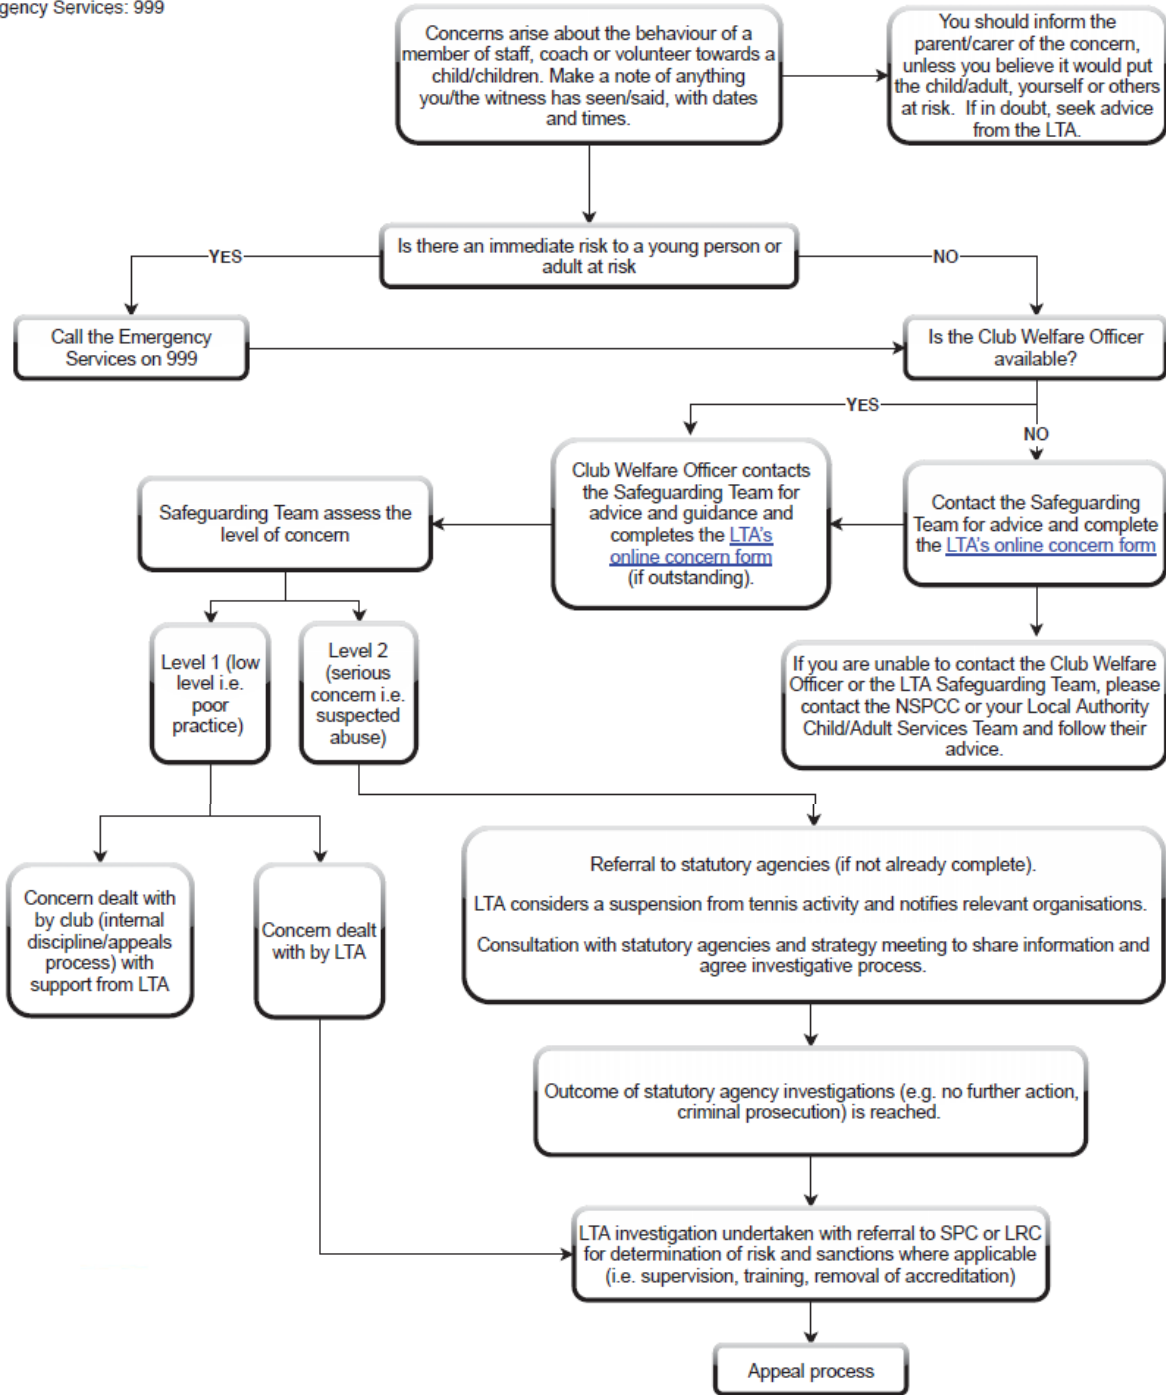 gency Services: 999
Concerns arise about the behaviour of a
member of staff, coach or volunteer towards a
child/children. Make a note of anything
you/the witness has seen/said, with dates
and times.
You should inform the
parent/carer of the concern,
unless you believe it would put
the child/adult, yourself or others
at risk. If in doubt, seek advice
from the LTA.
Is there an immediate risk to a young person or
adult at risk
YES
NO
Call the Emergency
Services on 999
Is the Club Welfare Officer
available?
YES
NO
Club Welfare Officer contacts
the Safeguarding Team for
advice and guidance and
completes the LTA's
online concern form
(if outstanding).
Contact the Safeguarding
Team for advice and complete
the LTA's online concern form
Safeguarding Team assess the
level of concern
If you are unable to contact the Club Welfare
Officer or the LTA Safeguarding Team, please
contact the NSPCC or your Local Authority
Child/Adult Services Team and follow their
advice.
Level 1 (low
level i.e.
poor
practice)
Level 2
(serious
concern i.e.
suspected
abuse)
Concern dealt with
by club (internal
discipline/appeals
process) with
support from LTA
Concern dealt
with by LTA
Referral to statutory agencies (if not already complete).
LTA considers a suspension from tennis activity and notifies relevant organisations.
Consultation with statutory agencies and strategy meeting to share information and
agree investigative process.
Outcome of statutory agency investigations (e.g. no further action,
criminal prosecution) is reached.
LTA investigation undertaken with referral to SPC or LRC
for determination of risk and sanctions where applicable
(i.e. supervision, training, removal of accreditation)
Appeal process